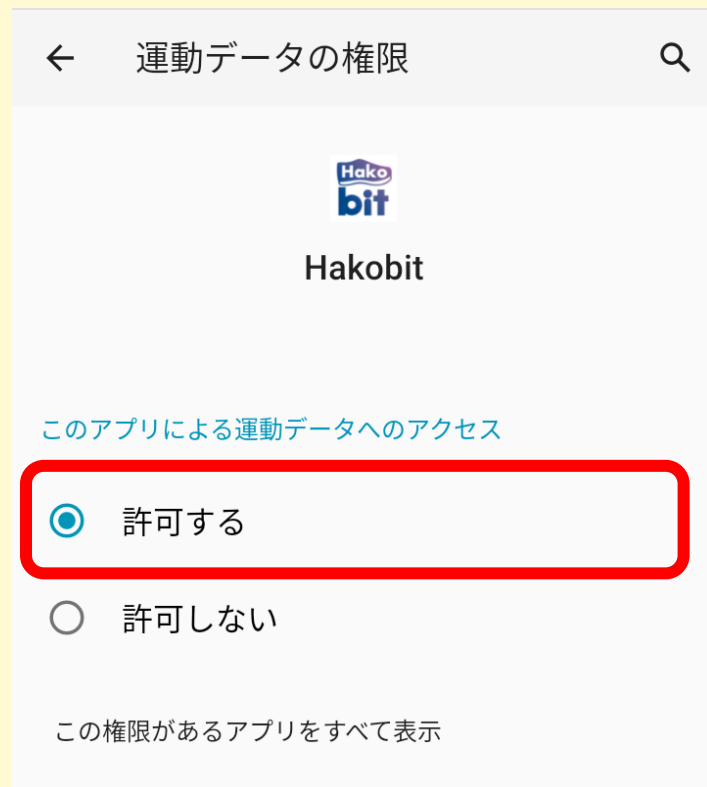 運動データの権限
Hako
bit
Hakobit
このアプリによる運動データへのアクセス
許可する
許可しない
この権限があるアプリをすべて表示